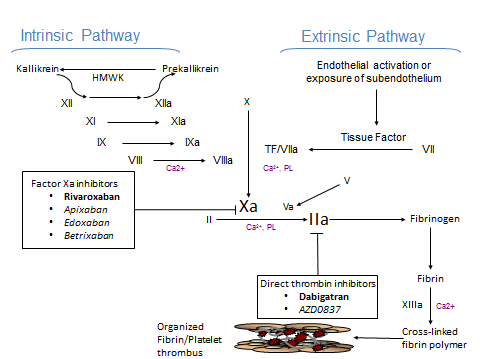 Intrinsic Pathway
Extrinsic Pathway
Kallikrein
Prekallikrein
HMWK
XII
XIIa
XI
XIa
IX
IXa
VIII
VIIIa
Ca2+
X
Endothelial activation or
exposure of subendothelium
Tissue Factor
TF/VIIa
VII
Ca²⁺, PL
V
Va
Factor Xa inhibitors
• Rivaroxaban
• Apixaban
• Edoxaban
• Betrixaban
Xa
II
Ca²⁺, PL
IIa
Fibrinogen
Fibrin
XIIIa
Ca2+
Cross-linked
fibrin polymer
Direct thrombin inhibitors
• Dabigatran
• AZD0837
Organized
Fibrin/Platelet
thrombus